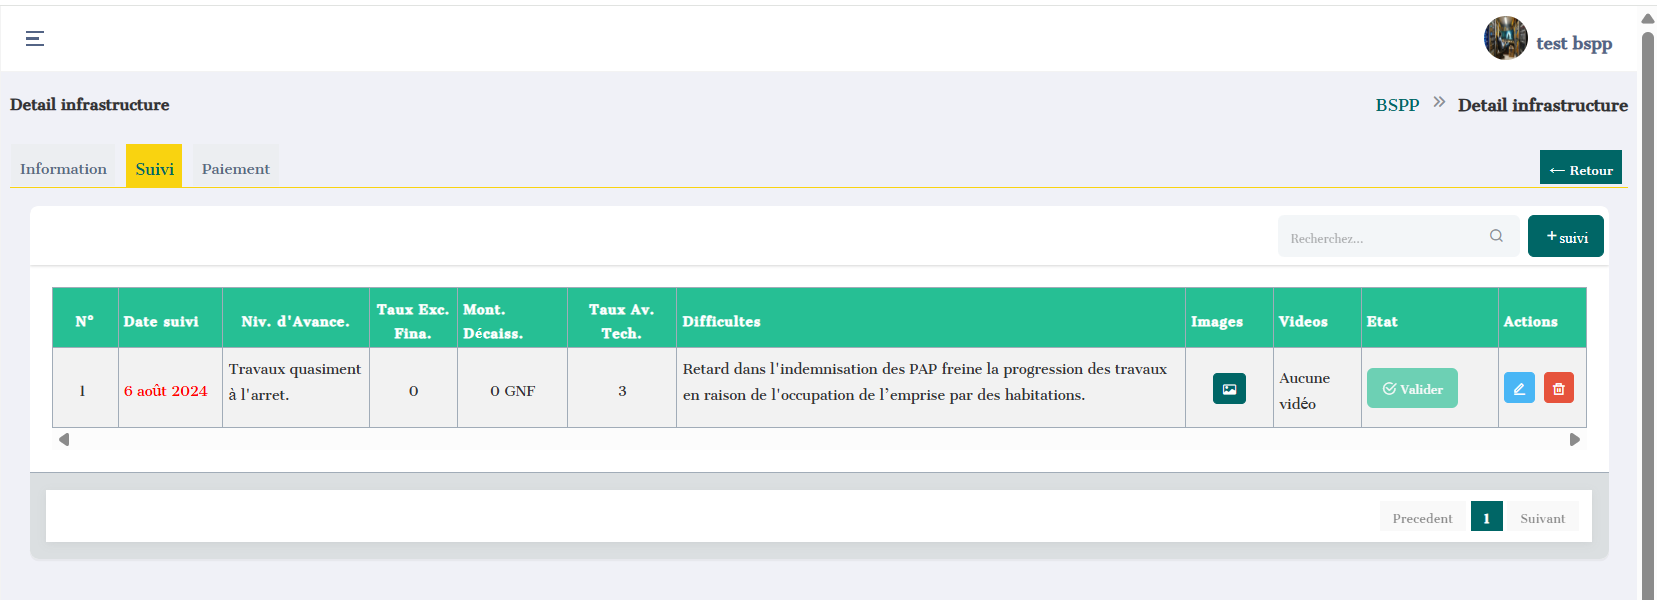 test bspp
Detail infrastructure
BSPP » Detail infrastructure
Information
Suivi
Paiement
← Retour
Recherchez...
+ suivi
N°
Date suivi
Niv. d'Avance.
Taux Exc.
Fina.
Mont.
Décaiss.
Taux Av.
Tech.
Difficultes
Images
Videos
Etat
Actions
1
6 août 2024
Travaux quasiment
à l'arret.
0
0 GNF
3
Retard dans l'indemnisation des PAP freine la progression des travaux
en raison de l'occupation de l’emprise par des habitations.
Aucune
vidéo
Valider
Precedent
1
Suivant